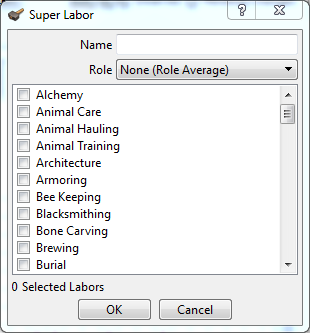 Super Labor
Name
Role None (Role Average)
Alchemy
Animal Care
Animal Hauling
Animal Training
Architecture
Armoring
Bee Keeping
Blacksmithing
Bone Carving
Brewing
Burial
0 Selected Labors
OK Cancel